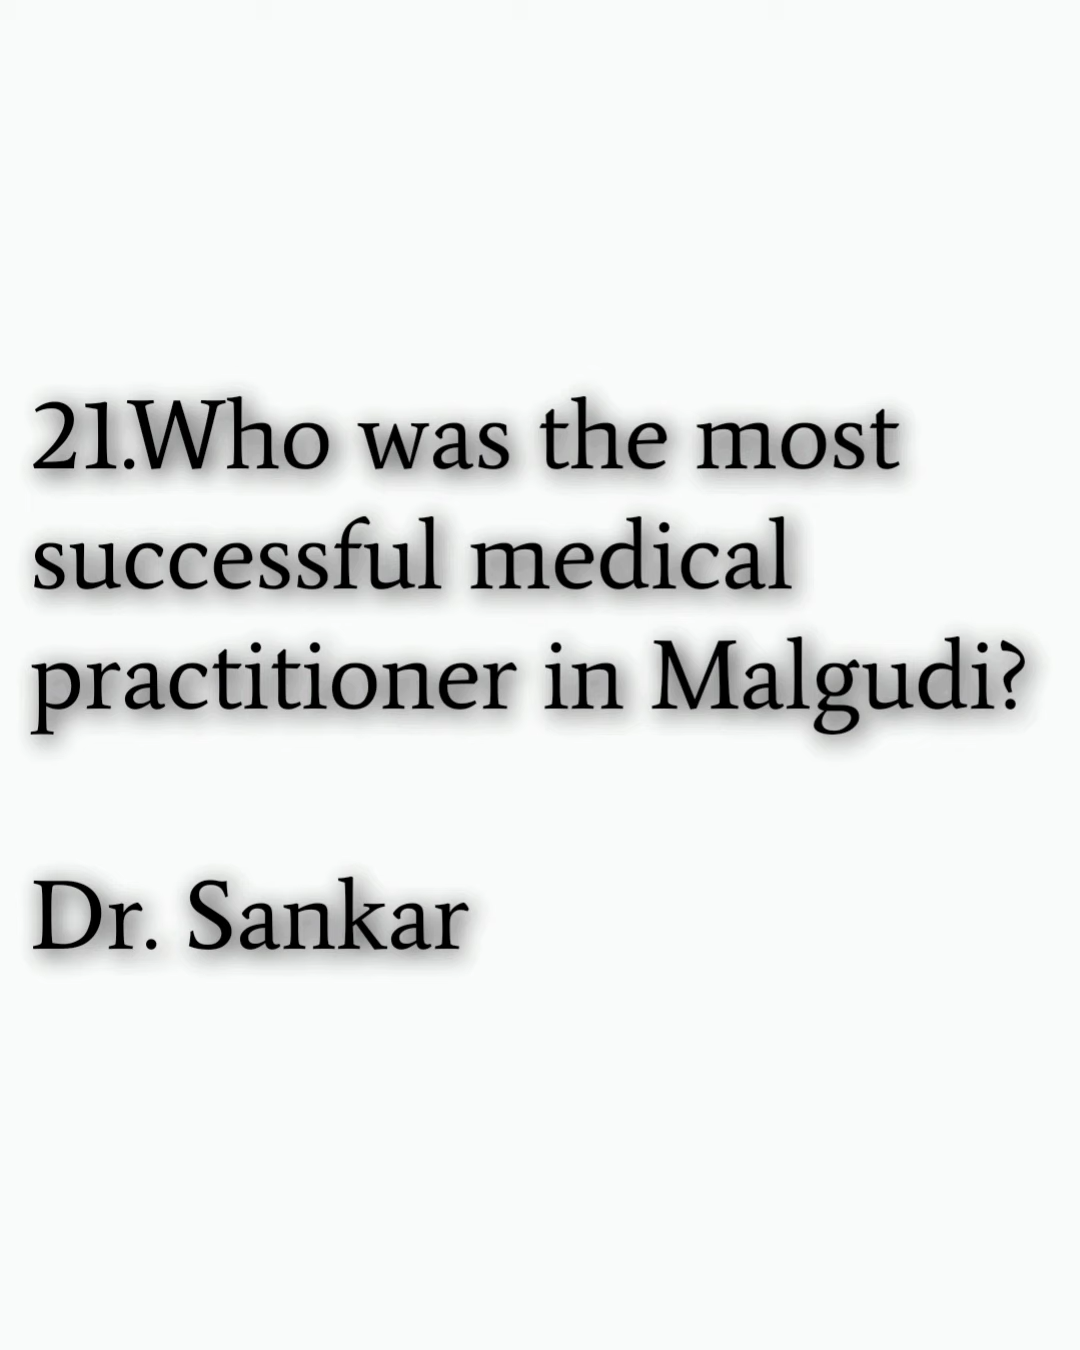 21.Who was the most
successful medical
practitioner in Malgudi?
Dr. Sankar